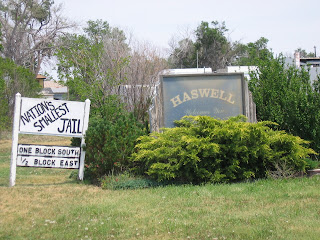 NATION'S
SMALLEST JAIL
ONE BLOCK SOUTH
½ BLOCK EAST
HASWELL